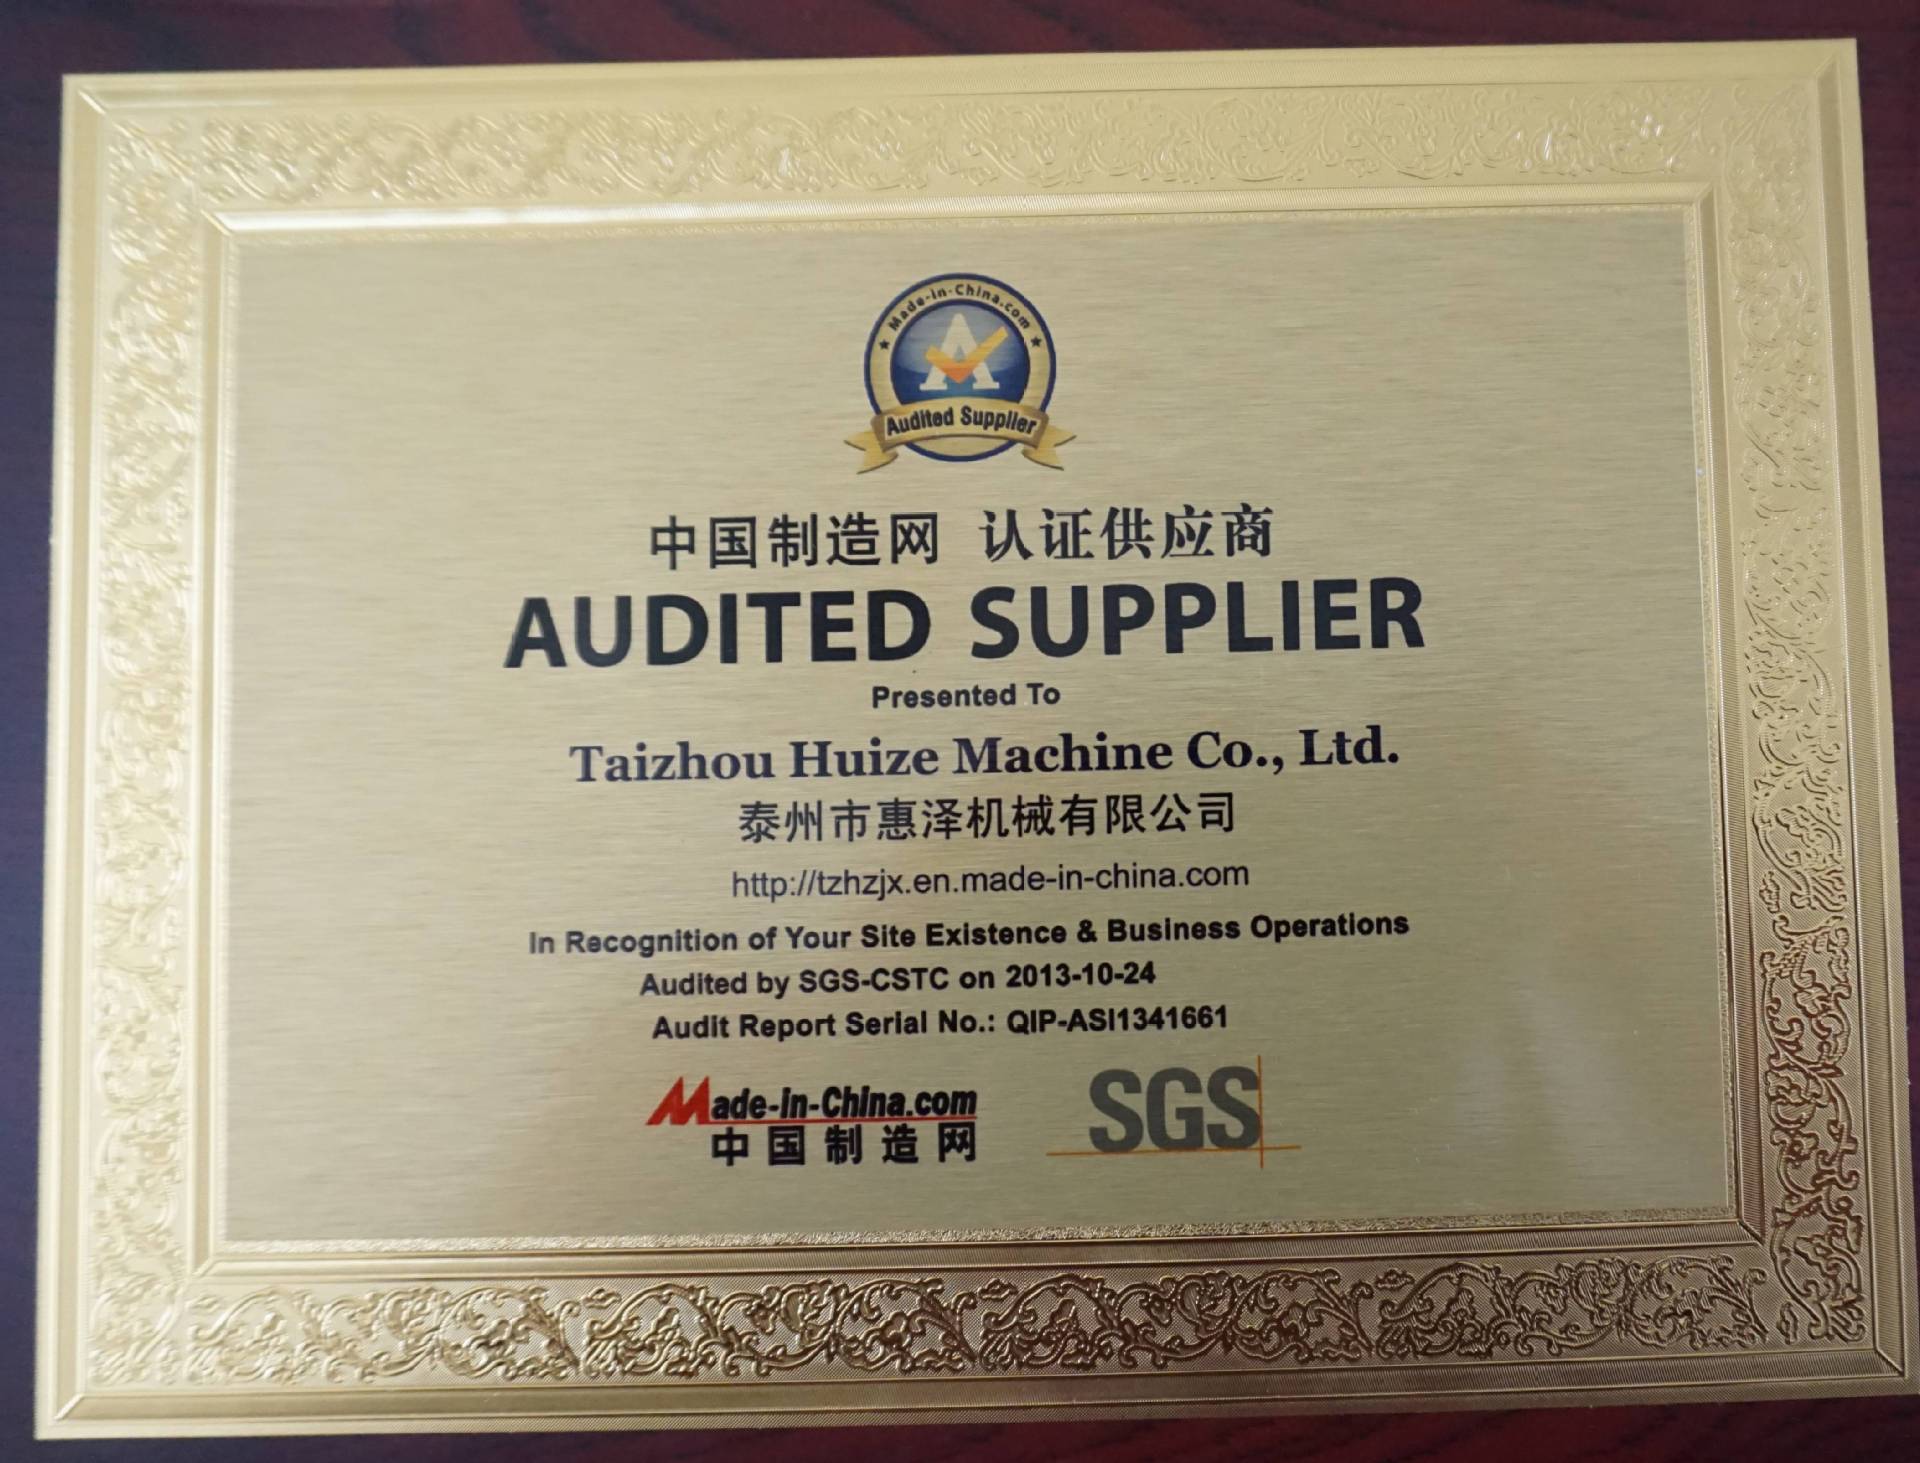 Made-in-China.com
A
Audited Supplier
中国制造网 认证供应商
AUDITED SUPPLIER
Presented To
Taizhou Huize Machine Co., Ltd.
泰州市惠泽机械有限公司
http://tzhzjx.en.made-in-china.com
In Recognition of Your Site Existence & Business Operations
Audited by SGS-CSTC on 2013-10-24
Audit Report Serial No.: QIP-ASI1341661
Made-in-China.com
中国制造网
SGS